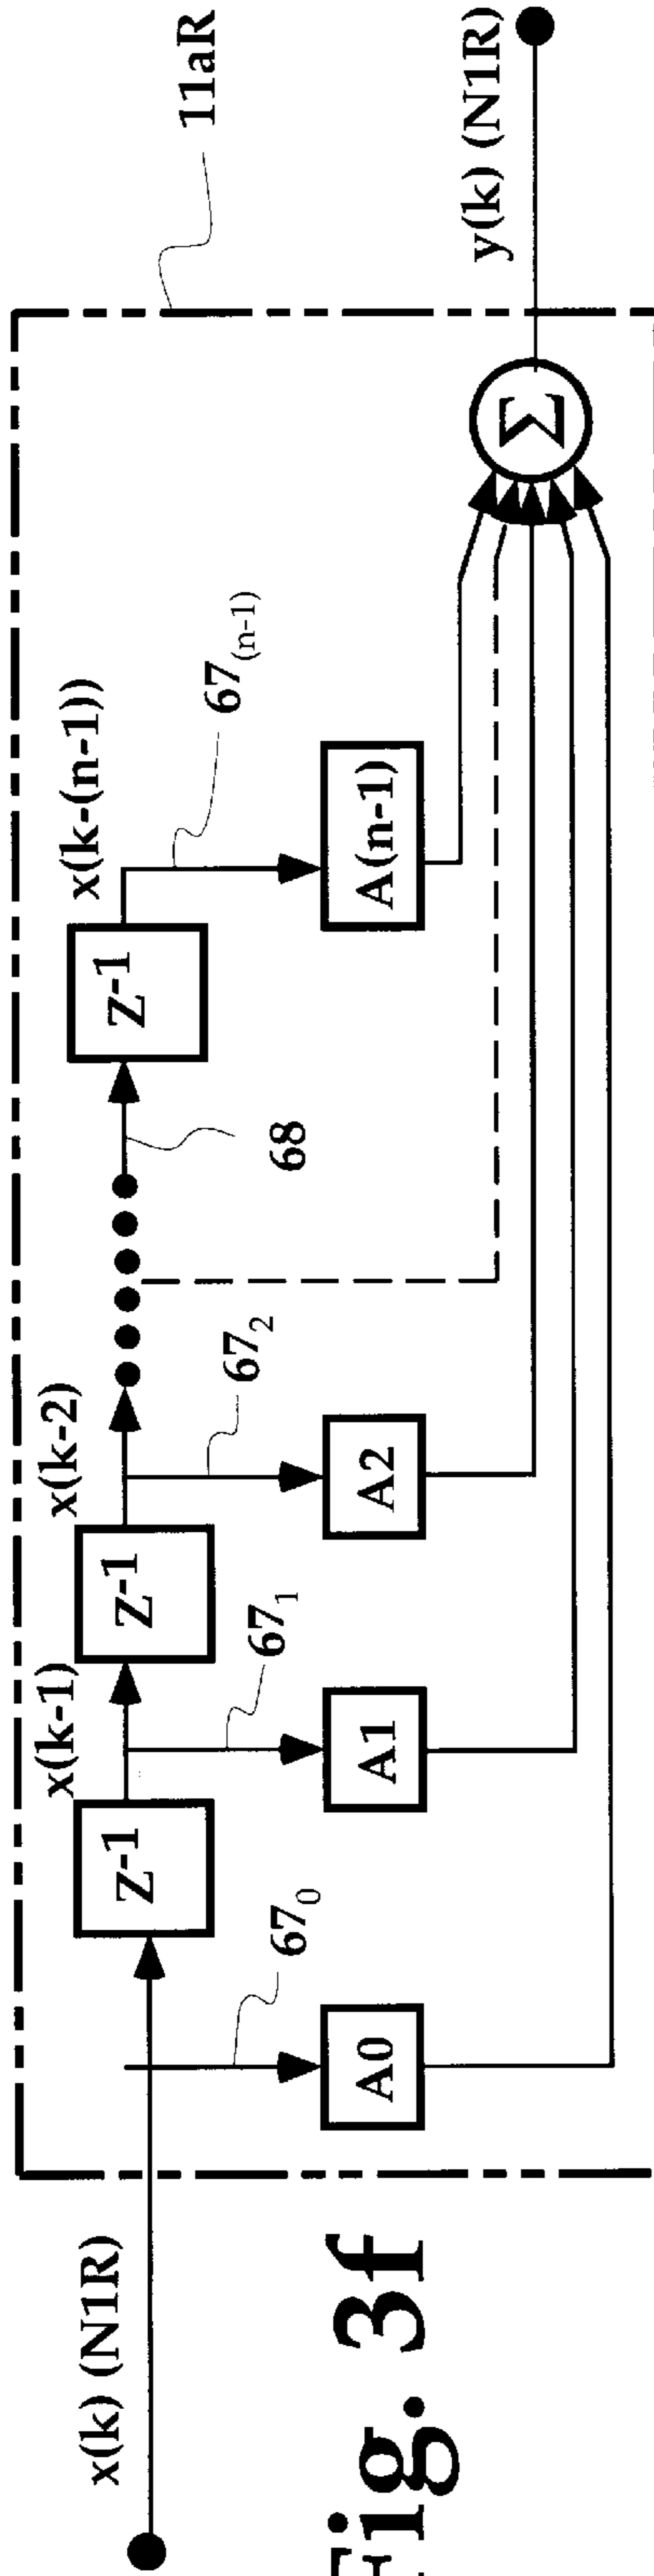 11aR
x(k) (N1R)
x(k-1)
x(k-2)
x(k-(n-1))
Z-1
Z-1
Z-1
67₀
67₁
67₂
68
67₍ₙ₋₁₎
A0
A1
A2
A(n-1)
Σ
y(k) (N1R)
Fig. 3f